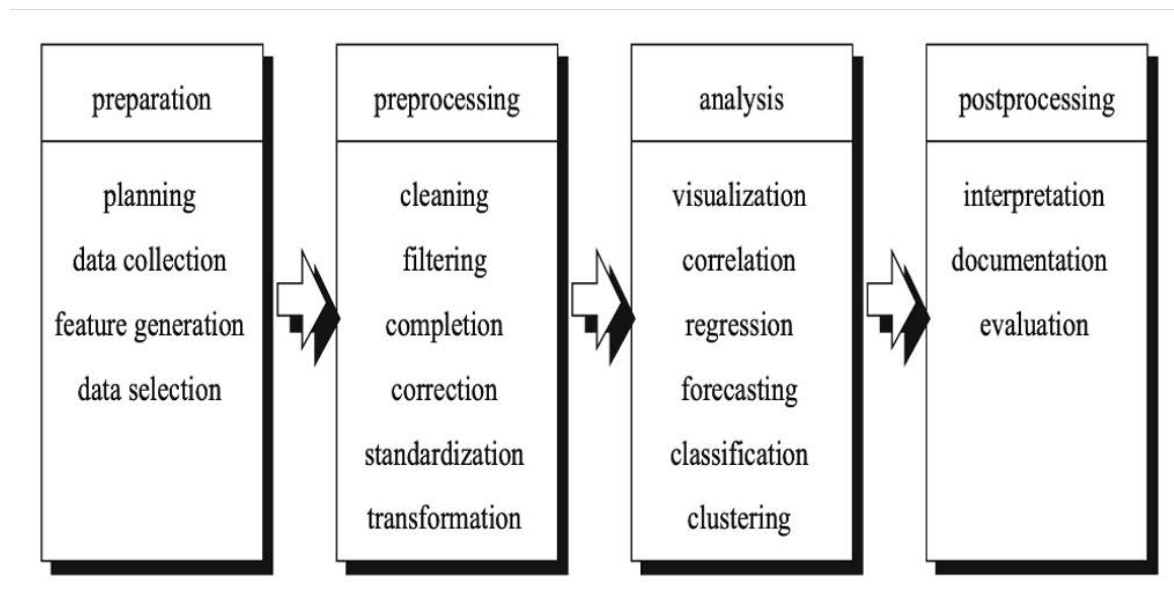 preparation
planning
data collection
feature generation
data selection
preprocessing
cleaning
filtering
completion
correction
standardization
transformation
analysis
visualization
correlation
regression
forecasting
classification
clustering
postprocessing
interpretation
documentation
evaluation